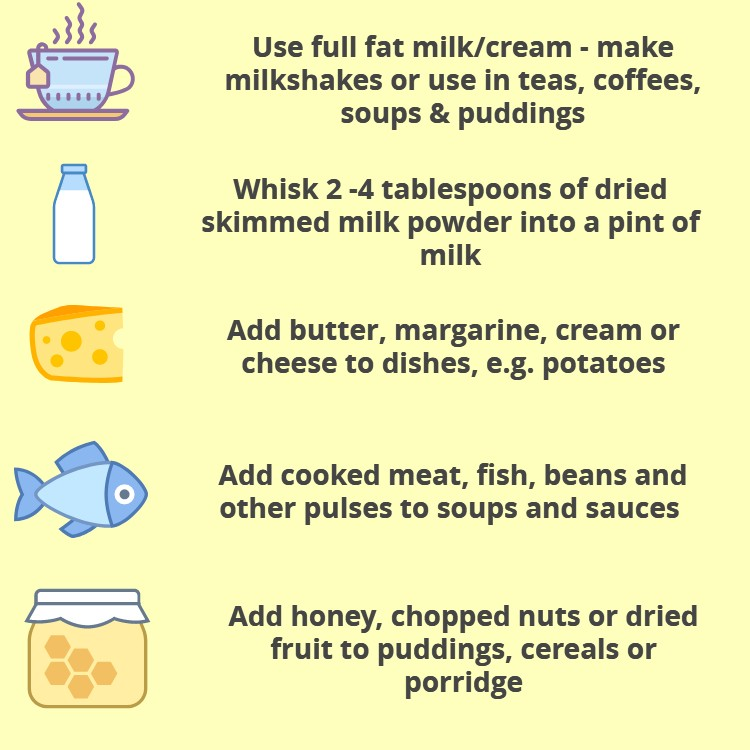 Use full fat milk/cream - make
milkshakes or use in teas, coffees,
soups & puddings
Whisk 2 -4 tablespoons of dried
skimmed milk powder into a pint of
milk
Add butter, margarine, cream or
cheese to dishes, e.g. potatoes
Add cooked meat, fish, beans and
other pulses to soups and sauces
Add honey, chopped nuts or dried
fruit to puddings, cereals or
porridge